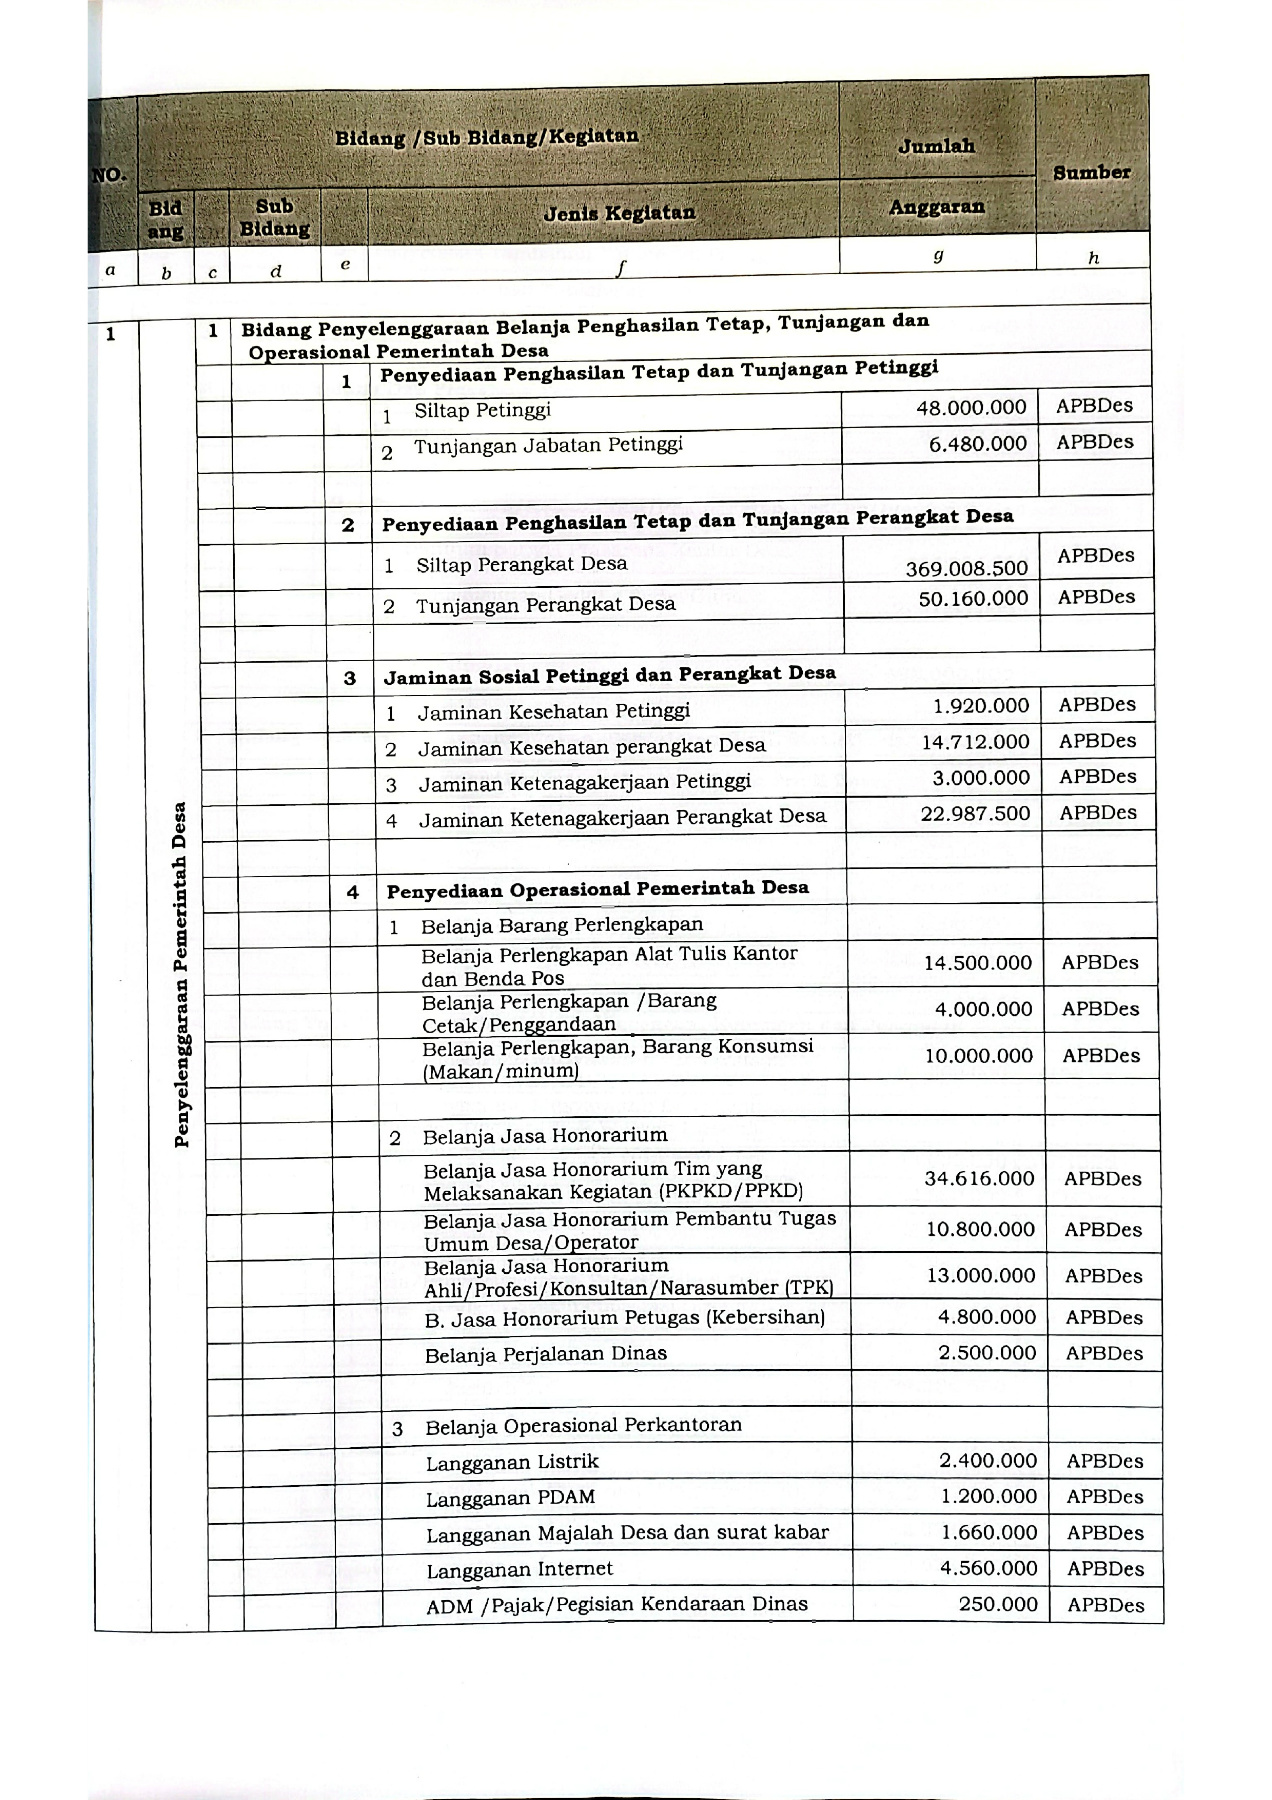 NO.
Bidang /Sub Bidang/Kegiatan
Jumlah
Anggaran
Sumber
Bid
ang
Sub
Bidang
Jenis Kegiatan
a b c d e f g h
1 1 Bidang Penyelenggaraan Belanja Penghasilan Tetap, Tunjangan dan
Operasional Pemerintah Desa
Penyelenggaraan Pemerintah Desa
1 Penyediaan Penghasilan Tetap dan Tunjangan Petinggi
1 Siltap Petinggi 48.000.000 APBDes
2 Tunjangan Jabatan Petinggi 6.480.000 APBDes
2 Penyediaan Penghasilan Tetap dan Tunjangan Perangkat Desa
1 Siltap Perangkat Desa 369.008.500 APBDes
2 Tunjangan Perangkat Desa 50.160.000 APBDes
3 Jaminan Sosial Petinggi dan Perangkat Desa
1 Jaminan Kesehatan Petinggi 1.920.000 APBDes
2 Jaminan Kesehatan perangkat Desa 14.712.000 APBDes
3 Jaminan Ketenagakerjaan Petinggi 3.000.000 APBDes
4 Jaminan Ketenagakerjaan Perangkat Desa 22.987.500 APBDes
4 Penyediaan Operasional Pemerintah Desa
1 Belanja Barang Perlengkapan
Belanja Perlengkapan Alat Tulis Kantor
dan Benda Pos 14.500.000 APBDes
Belanja Perlengkapan /Barang
Cetak/Penggandaan 4.000.000 APBDes
Belanja Perlengkapan, Barang Konsumsi
(Makan/minum) 10.000.000 APBDes
2 Belanja Jasa Honorarium
Belanja Jasa Honorarium Tim yang
Melaksanakan Kegiatan (PKPKD/PPKD) 34.616.000 APBDes
Belanja Jasa Honorarium Pembantu Tugas
Umum Desa/Operator 10.800.000 APBDes
Belanja Jasa Honorarium
Ahli/Profesi/Konsultan/Narasumber (TPK) 13.000.000 APBDes
B. Jasa Honorarium Petugas (Kebersihan) 4.800.000 APBDes
Belanja Perjalanan Dinas 2.500.000 APBDes
3 Belanja Operasional Perkantoran
Langganan Listrik 2.400.000 APBDes
Langganan PDAM 1.200.000 APBDes
Langganan Majalah Desa dan surat kabar 1.660.000 APBDes
Langganan Internet 4.560.000 APBDes
ADM /Pajak/Pegisian Kendaraan Dinas 250.000 APBDes